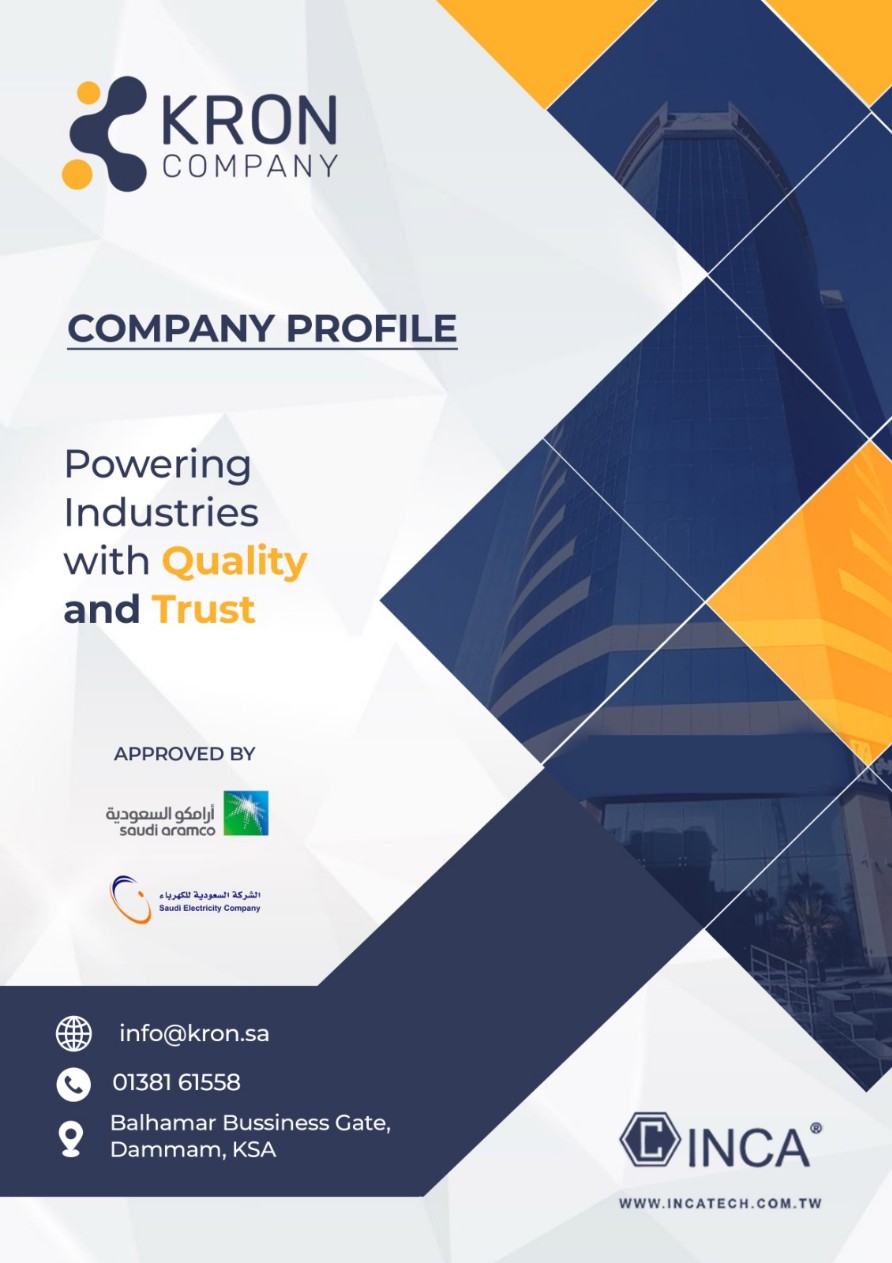 KRON
COMPANY
COMPANY PROFILE
Powering
Industries
with Quality
and Trust
APPROVED BY
أرامكو السعودية
saudi aramco
الشركة السعودية للكهرباء
Saudi Electricity Company
info@kron.sa
01381 61558
Balhamar Bussiness Gate,
Dammam, KSA
INCA®
WWW.INCATECH.COM.TW